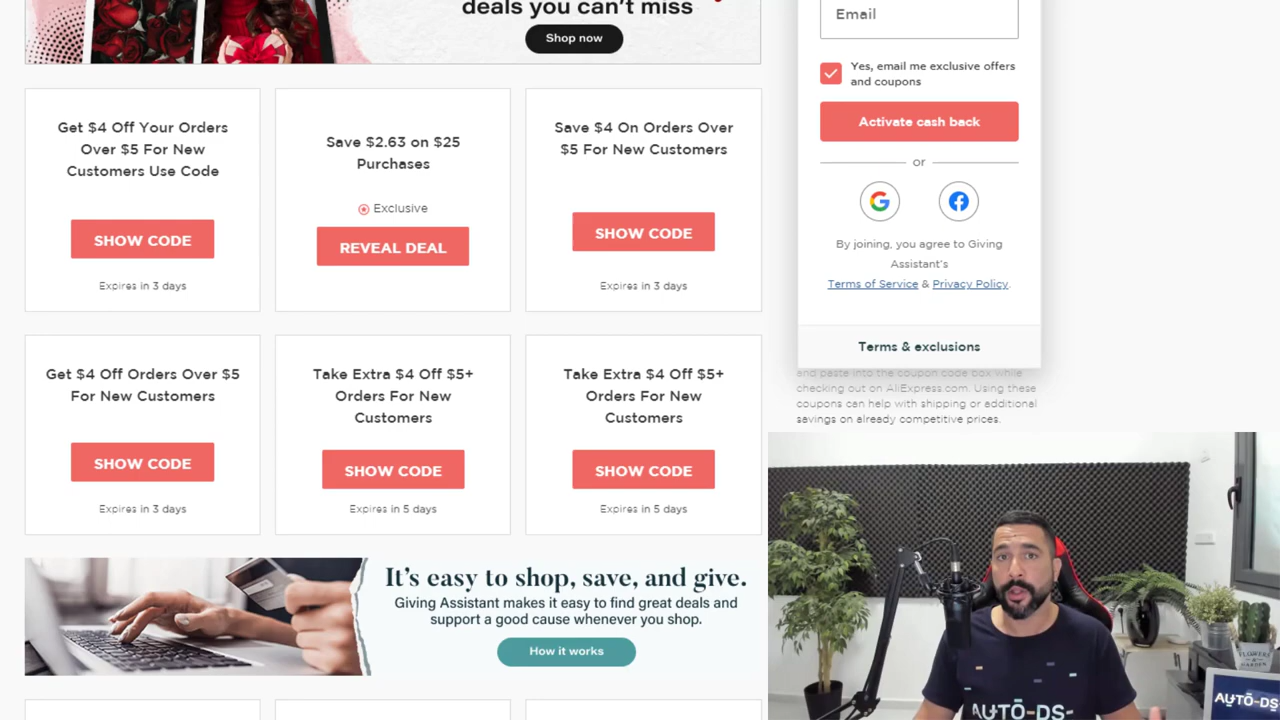 deals you can't miss
Shop now
Get $4 Off Your Orders
Over $5 For New
Customers Use Code
SHOW CODE
Expires in 3 days
Save $2.63 on $25
Purchases
Exclusive
REVEAL DEAL
Save $4 On Orders Over
$5 For New Customers
SHOW CODE
Expires in 3 days
Get $4 Off Orders Over $5
For New Customers
SHOW CODE
Expires in 3 days
Take Extra $4 Off $5+
Orders For New
Customers
SHOW CODE
Expires in 5 days
Take Extra $4 Off $5+
Orders For New
Customers
SHOW CODE
Expires in 5 days
It's easy to shop, save, and give.
Giving Assistant makes it easy to find great deals and
support a good cause whenever you shop.
How it works
Email
Yes, email me exclusive offers
and coupons
Activate cash back
or
By joining, you agree to Giving
Assistant's
Terms of Service & Privacy Policy.
Terms & exclusions
and paste into the coupon code box while
checking out on AliExpress.com. Using these
coupons can help with shipping or additional
savings on already competitive prices.
FLOWERS &
GARDEN
AUTO-DS-
AUTO-DS